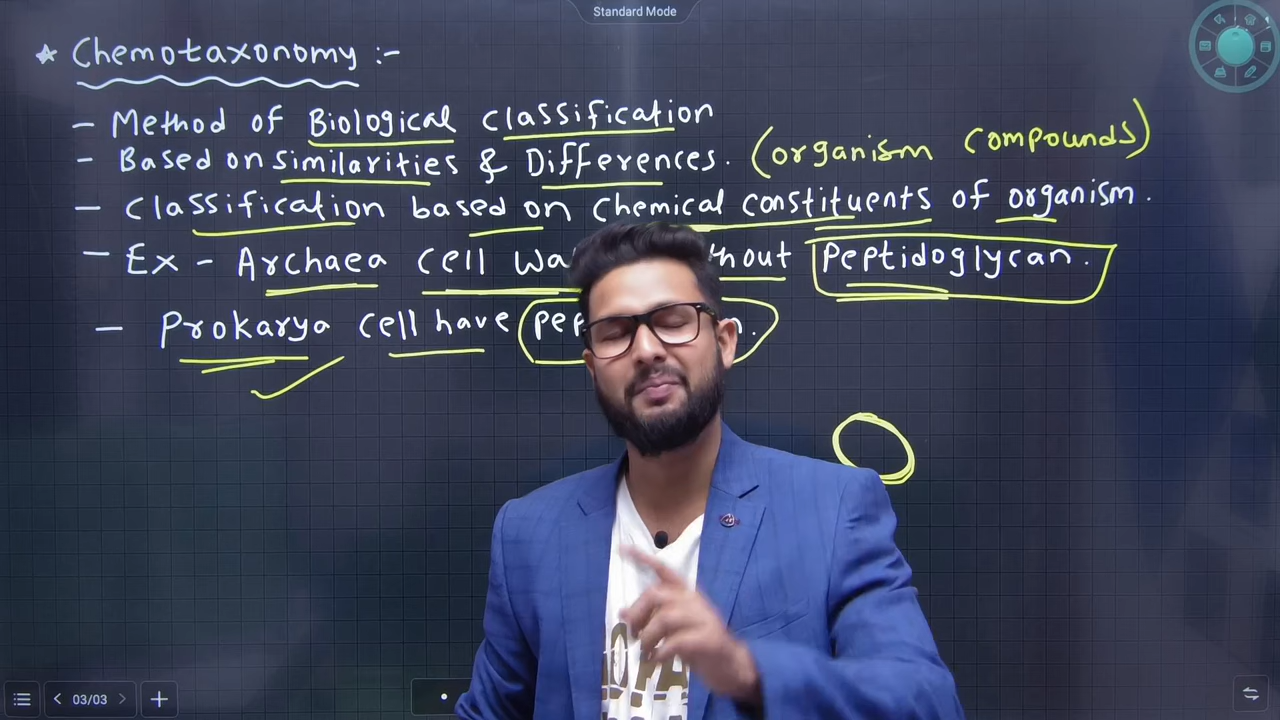 Standard Mode
* Chemotaxonomy :-
- Method of Biological classification
- Based on similarities & Differences. (organism compounds)
- Classification based on chemical constituents of organism.
- Ex - Archaea cell Peptidoglycan.
- Prokarya cell have
03/03